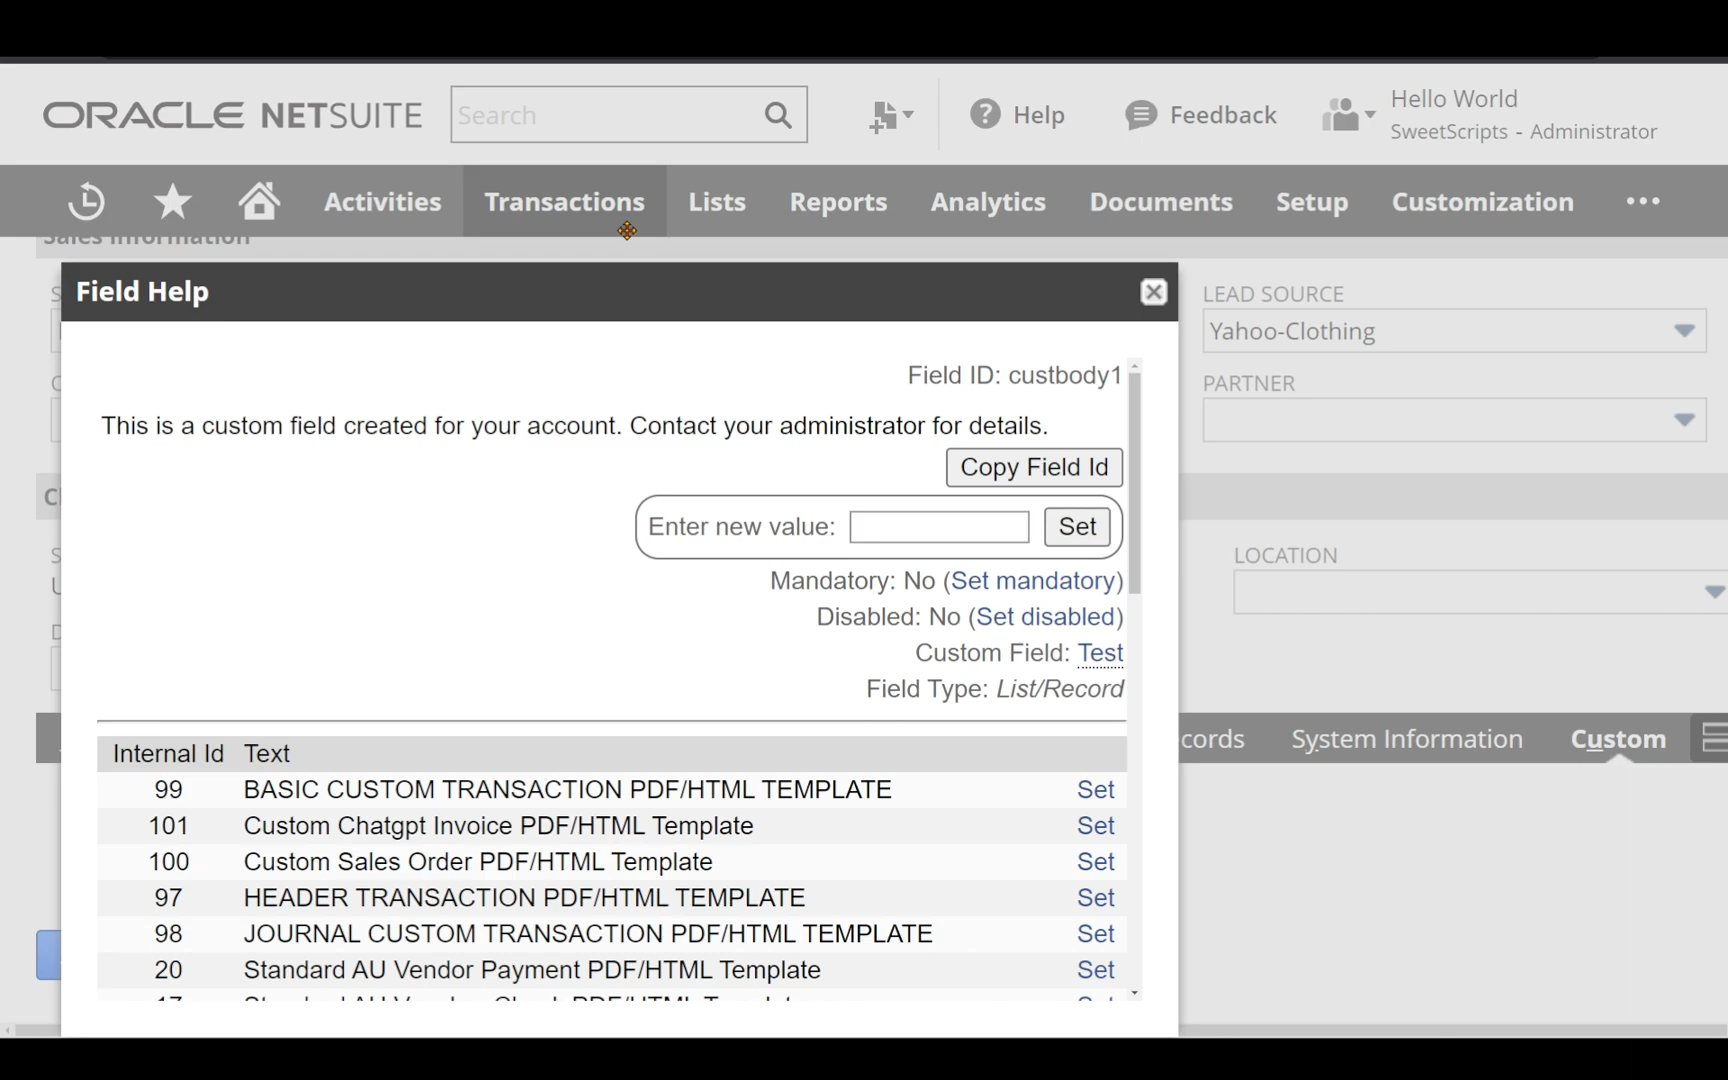 ORACLE NETSUITE
Search
Help
Feedback
Hello World
SweetScripts - Administrator
Activities
Transactions
Lists
Reports
Analytics
Documents
Setup
Customization
Sales Information
Field Help
LEAD SOURCE
Yahoo-Clothing
PARTNER
Field ID: custbody1
This is a custom field created for your account. Contact your administrator for details.
Copy Field Id
Enter new value:
Set
Mandatory: No (Set mandatory)
Disabled: No (Set disabled)
Custom Field: Test
Field Type: List/Record
LOCATION
System Information
Custom
Internal Id Text
99 BASIC CUSTOM TRANSACTION PDF/HTML TEMPLATE Set
101 Custom Chatgpt Invoice PDF/HTML Template Set
100 Custom Sales Order PDF/HTML Template Set
97 HEADER TRANSACTION PDF/HTML TEMPLATE Set
98 JOURNAL CUSTOM TRANSACTION PDF/HTML TEMPLATE Set
20 Standard AU Vendor Payment PDF/HTML Template Set